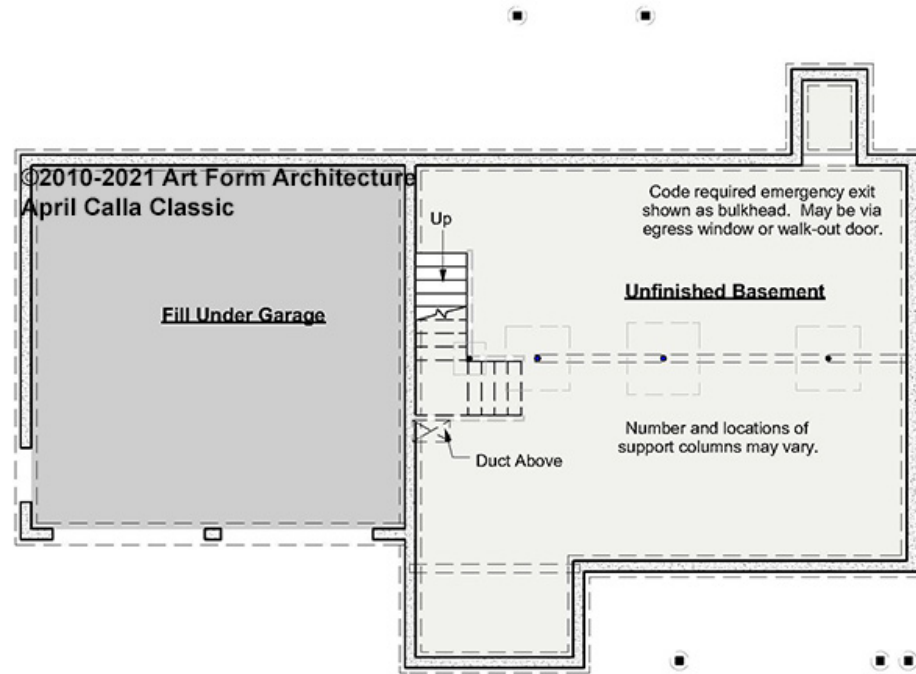 ©2010-2021 Art Form Architecture
April Calla Classic
Code required emergency exit
shown as bulkhead. May be via
egress window or walk-out door.
Up
Unfinished Basement
Fill Under Garage
Number and locations of
support columns may vary.
Duct Above